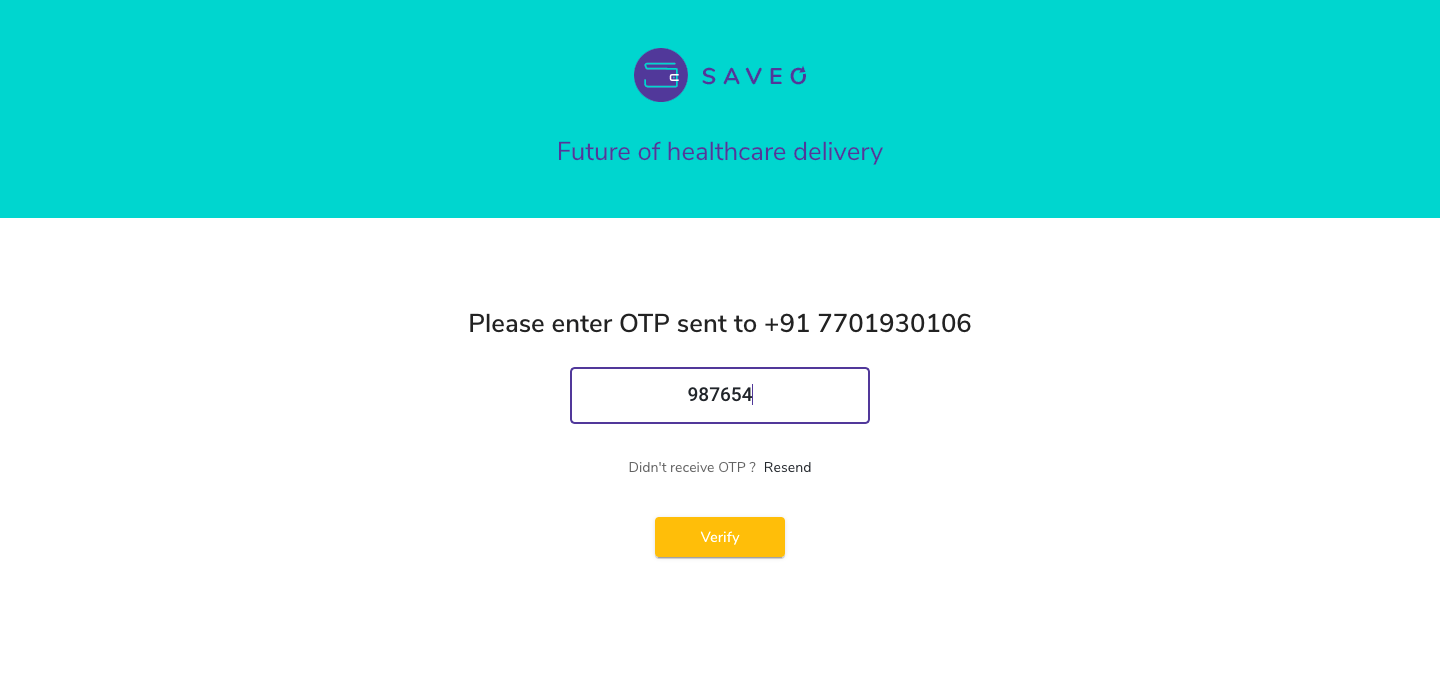 SAVEO
Future of healthcare delivery
Please enter OTP sent to +91 7701930106
987654
Didn't receive OTP ? Resend
Verify